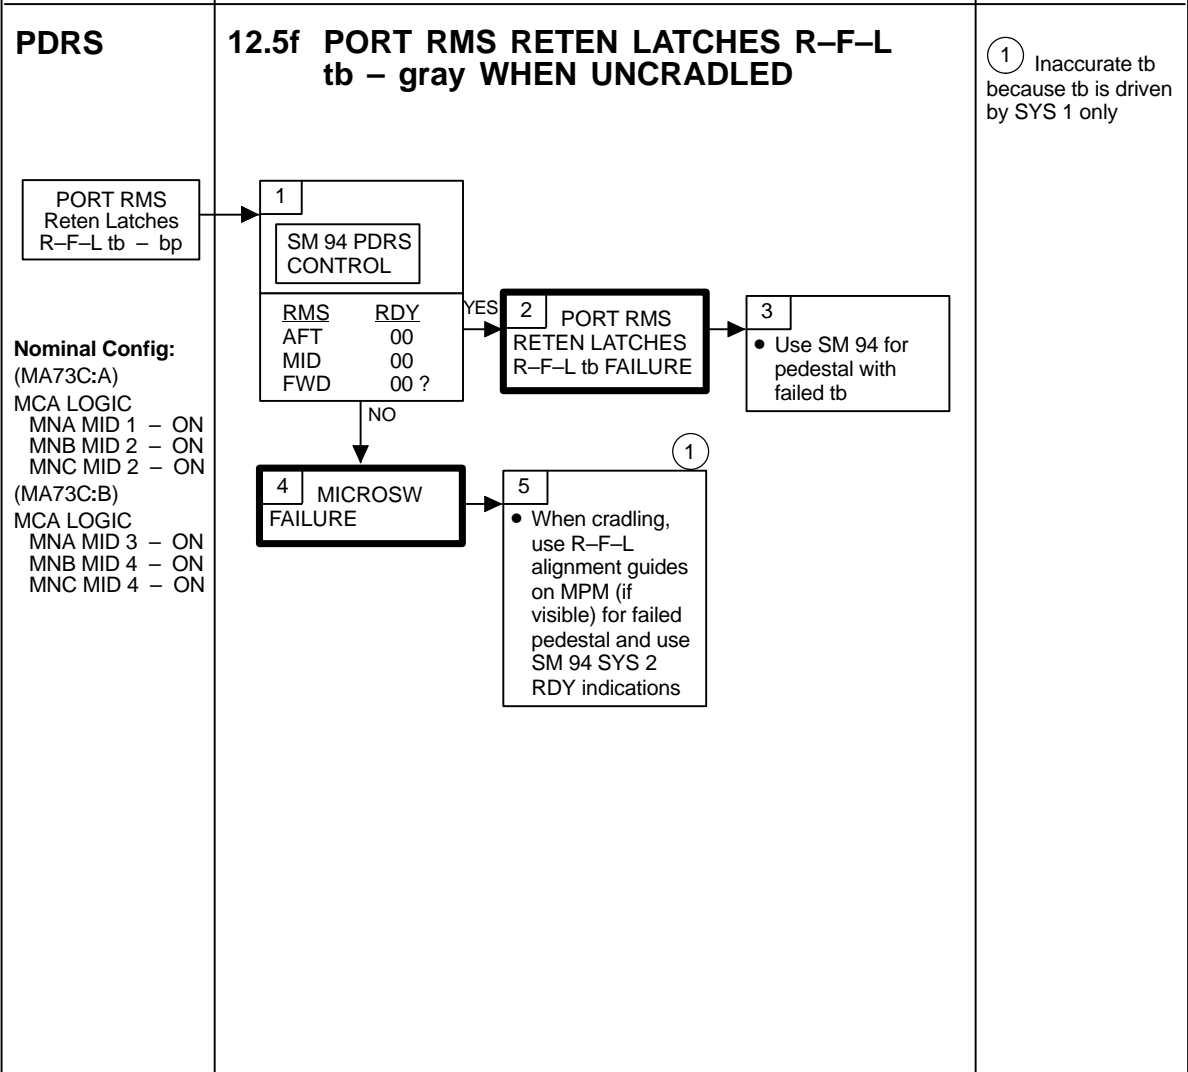 PDRS
12.5f PORT RMS RETEN LATCHES R–F–L
tb – gray WHEN UNCRADLED
1 Inaccurate tb
because tb is driven
by SYS 1 only
PORT RMS
Reten Latches
R–F–L tb – bp
Nominal Config:
(MA73C:A)
MCA LOGIC
MNA MID 1 – ON
MNB MID 2 – ON
MNC MID 2 – ON
(MA73C:B)
MCA LOGIC
MNA MID 3 – ON
MNB MID 4 – ON
MNC MID 4 – ON
1
SM 94 PDRS
CONTROL
RMS RDY
AFT 00
MID 00
FWD 00 ?
YES
NO
2 PORT RMS
RETEN LATCHES
R–F–L tb FAILURE
3
• Use SM 94 for
pedestal with
failed tb
4 MICROSW
FAILURE
1
5
• When cradling,
use R–F–L
alignment guides
on MPM (if
visible) for failed
pedestal and use
SM 94 SYS 2
RDY indications